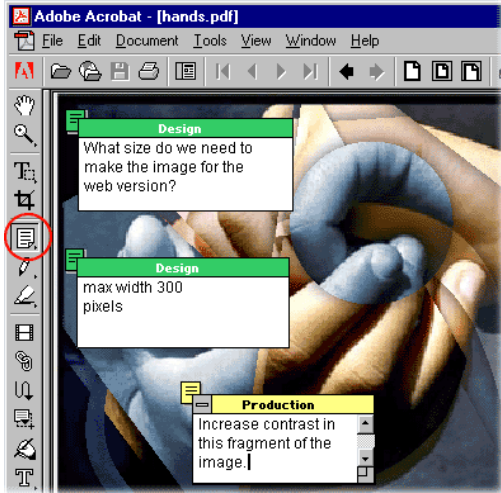 Adobe Acrobat - [hands.pdf]
File Edit Document Tools View Window Help
Design
What size do we need to
make the image for the
web version?
Design
max width 300
pixels
Production
Increase contrast in
this fragment of the
image.